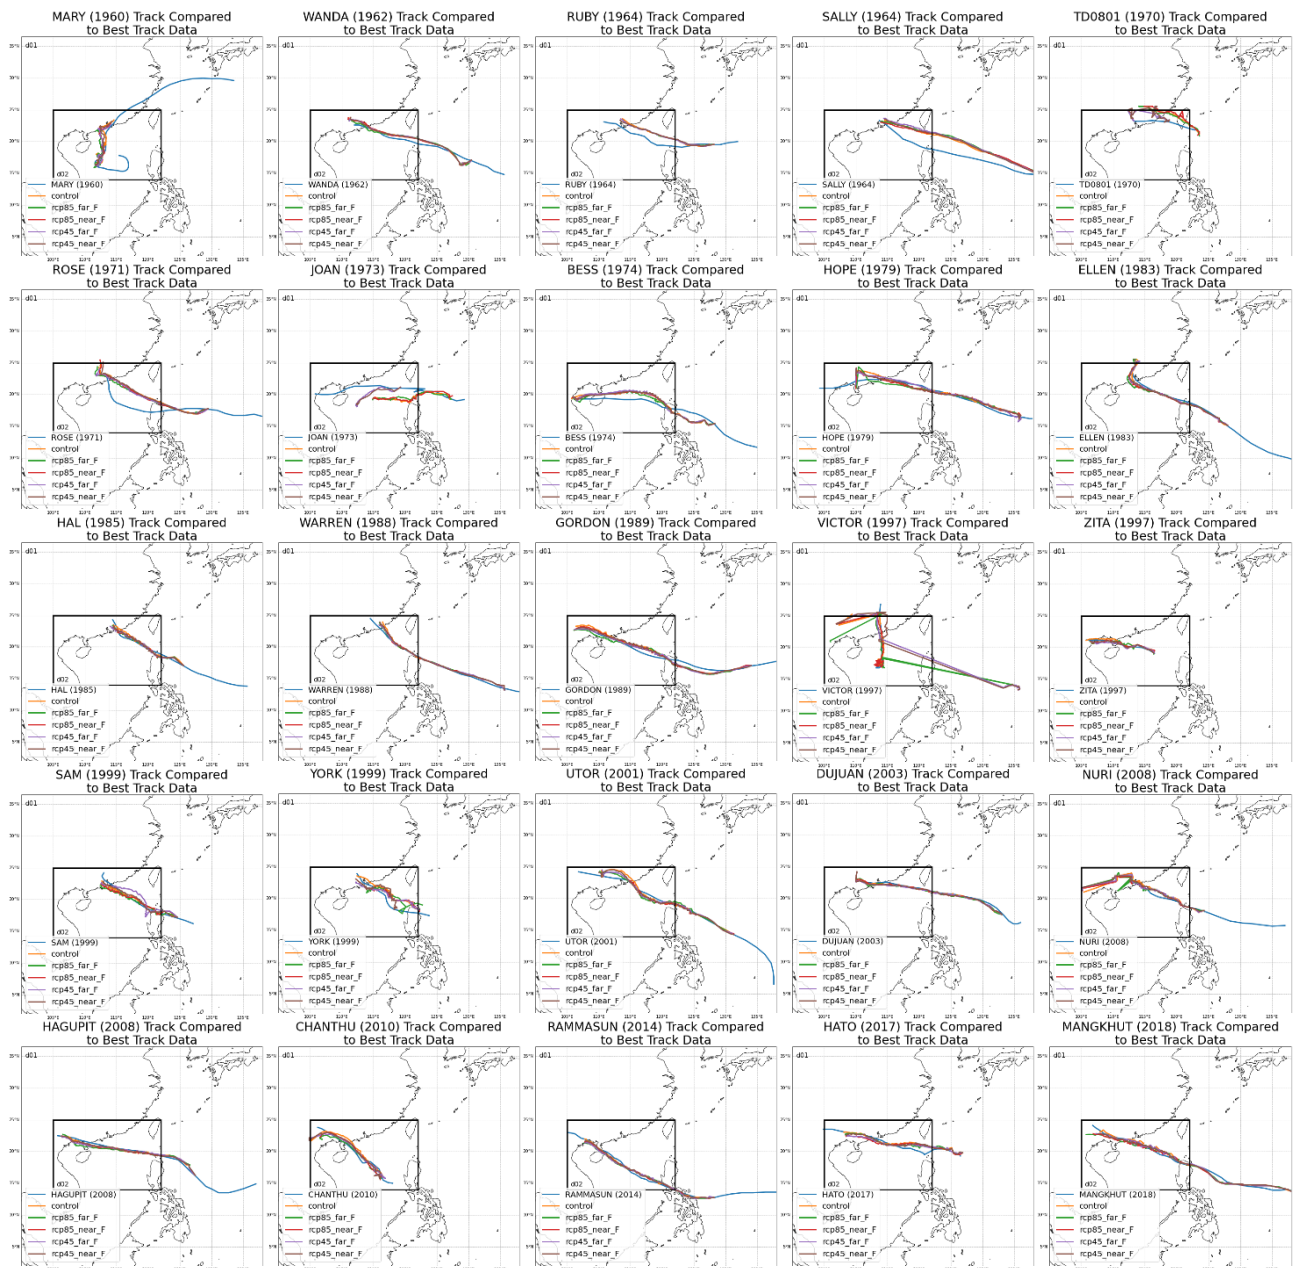 MARY (1960) Track Compared
to Best Track Data
d01
d02
MARY (1960)
control
rcp85_far_F
rcp85_near_F
rcp45_far_F
rcp45_near_F
WANDA (1962) Track Compared
to Best Track Data
d01
d02
WANDA (1962)
control
rcp85_far_F
rcp85_near_F
rcp45_far_F
rcp45_near_F
RUBY (1964) Track Compared
to Best Track Data
d01
d02
RUBY (1964)
control
rcp85_far_F
rcp85_near_F
rcp45_far_F
rcp45_near_F
SALLY (1964) Track Compared
to Best Track Data
d01
d02
SALLY (1964)
control
rcp85_far_F
rcp85_near_F
rcp45_far_F
rcp45_near_F
TD0801 (1970) Track Compared
to Best Track Data
d01
d02
TD0801 (1970)
control
rcp85_far_F
rcp85_near_F
rcp45_far_F
rcp45_near_F
ROSE (1971) Track Compared
to Best Track Data
d01
d02
ROSE (1971)
control
rcp85_far_F
rcp85_near_F
rcp45_far_F
rcp45_near_F
JOAN (1973) Track Compared
to Best Track Data
d01
d02
JOAN (1973)
control
rcp85_far_F
rcp85_near_F
rcp45_far_F
rcp45_near_F
BESS (1974) Track Compared
to Best Track Data
d01
d02
BESS (1974)
control
rcp85_far_F
rcp85_near_F
rcp45_far_F
rcp45_near_F
HOPE (1979) Track Compared
to Best Track Data
d01
d02
HOPE (1979)
control
rcp85_far_F
rcp85_near_F
rcp45_far_F
rcp45_near_F
ELLEN (1983) Track Compared
to Best Track Data
d01
d02
ELLEN (1983)
control
rcp85_far_F
rcp85_near_F
rcp45_far_F
rcp45_near_F
HAL (1985) Track Compared
to Best Track Data
d01
d02
HAL (1985)
control
rcp85_far_F
rcp85_near_F
rcp45_far_F
rcp45_near_F
WARREN (1988) Track Compared
to Best Track Data
d01
d02
WARREN (1988)
control
rcp85_far_F
rcp85_near_F
rcp45_far_F
rcp45_near_F
GORDON (1989) Track Compared
to Best Track Data
d01
d02
GORDON (1989)
control
rcp85_far_F
rcp85_near_F
rcp45_far_F
rcp45_near_F
VICTOR (1997) Track Compared
to Best Track Data
d01
d02
VICTOR (1997)
control
rcp85_far_F
rcp85_near_F
rcp45_far_F
rcp45_near_F
ZITA (1997) Track Compared
to Best Track Data
d01
d02
ZITA (1997)
control
rcp85_far_F
rcp85_near_F
rcp45_far_F
rcp45_near_F
SAM (1999) Track Compared
to Best Track Data
d01
d02
SAM (1999)
control
rcp85_far_F
rcp85_near_F
rcp45_far_F
rcp45_near_F
YORK (1999) Track Compared
to Best Track Data
d01
d02
YORK (1999)
control
rcp85_far_F
rcp85_near_F
rcp45_far_F
rcp45_near_F
UTOR (2001) Track Compared
to Best Track Data
d01
d02
UTOR (2001)
control
rcp85_far_F
rcp85_near_F
rcp45_far_F
rcp45_near_F
DUJUAN (2003) Track Compared
to Best Track Data
d01
d02
DUJUAN (2003)
control
rcp85_far_F
rcp85_near_F
rcp45_far_F
rcp45_near_F
NURI (2008) Track Compared
to Best Track Data
d01
d02
NURI (2008)
control
rcp85_far_F
rcp85_near_F
rcp45_far_F
rcp45_near_F
HAGUPIT (2008) Track Compared
to Best Track Data
d01
d02
HAGUPIT (2008)
control
rcp85_far_F
rcp85_near_F
rcp45_far_F
rcp45_near_F
CHANTHU (2010) Track Compared
to Best Track Data
d01
d02
CHANTHU (2010)
control
rcp85_far_F
rcp85_near_F
rcp45_far_F
rcp45_near_F
RAMMASUN (2014) Track Compared
to Best Track Data
d01
d02
RAMMASUN (2014)
control
rcp85_far_F
rcp85_near_F
rcp45_far_F
rcp45_near_F
HATO (2017) Track Compared
to Best Track Data
d01
d02
HATO (2017)
control
rcp85_far_F
rcp85_near_F
rcp45_far_F
rcp45_near_F
MANGKHUT (2018) Track Compared
to Best Track Data
d01
d02
MANGKHUT (2018)
control
rcp85_far_F
rcp85_near_F
rcp45_far_F
rcp45_near_F